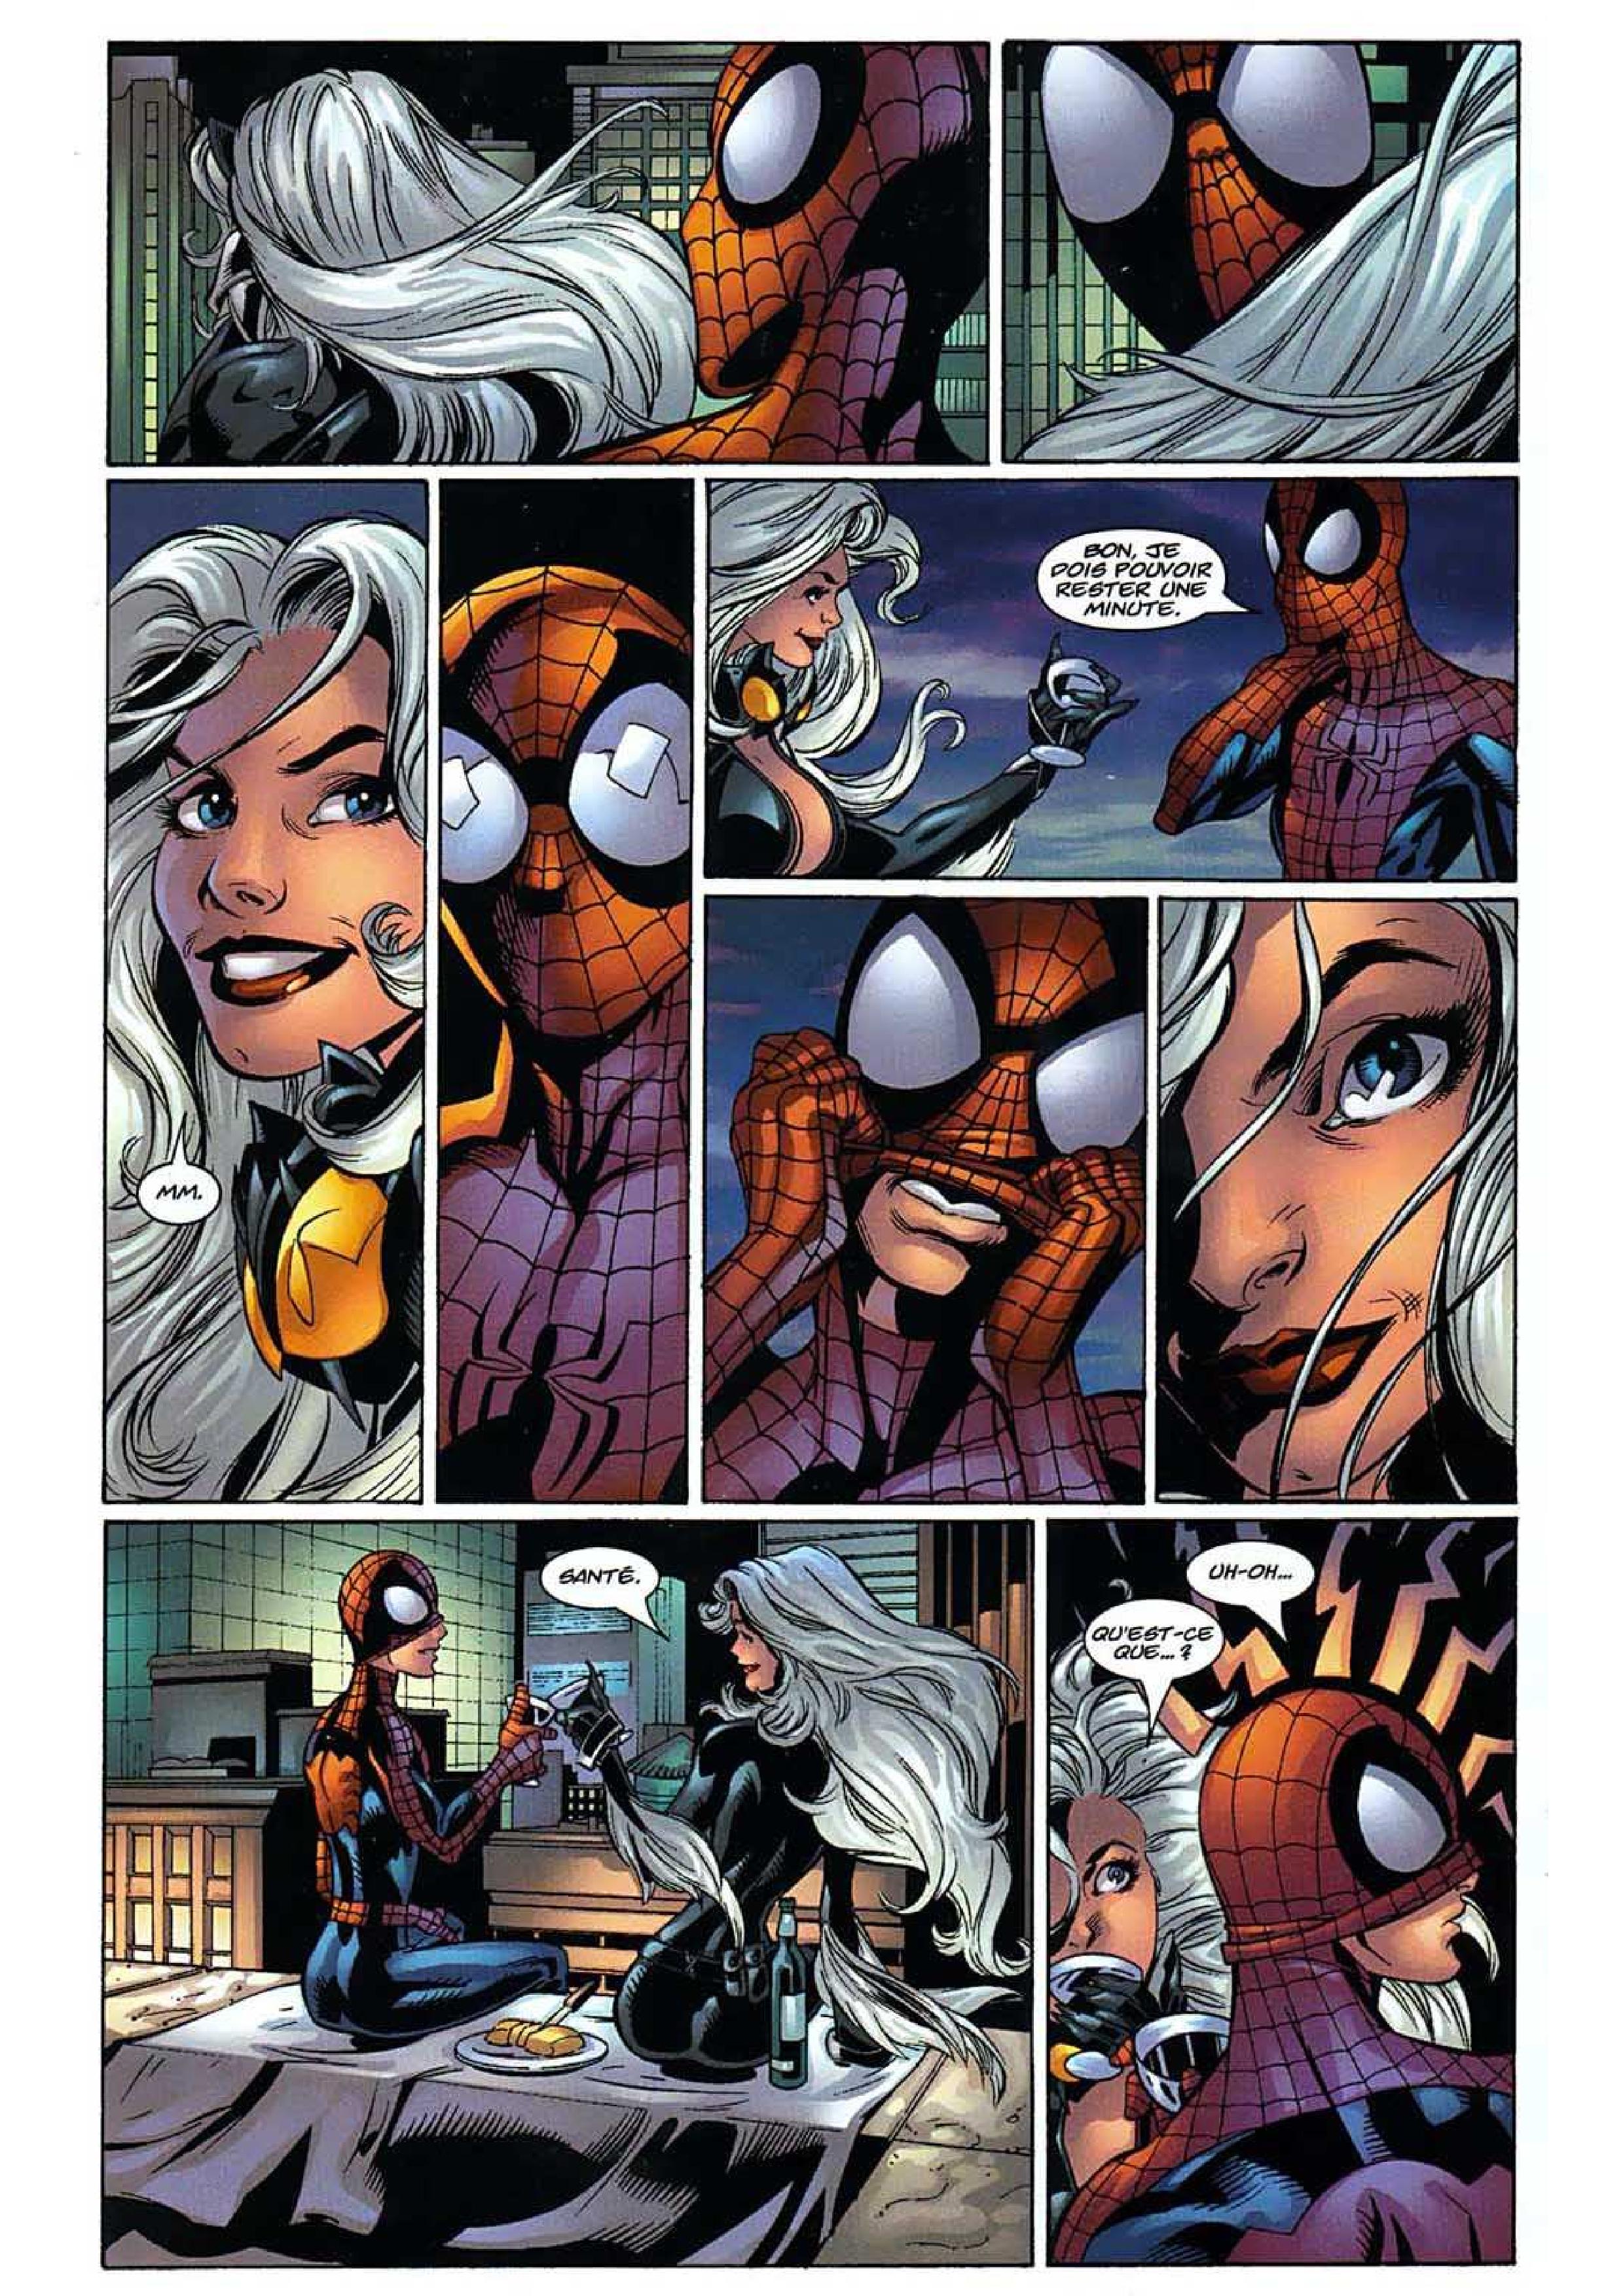 BON, JE
DOIS POUVOIR
RESTER UNE
MINUTE.
MM.
SANTÉ.
UH-OH...
QU'EST-CE
QUE... ?